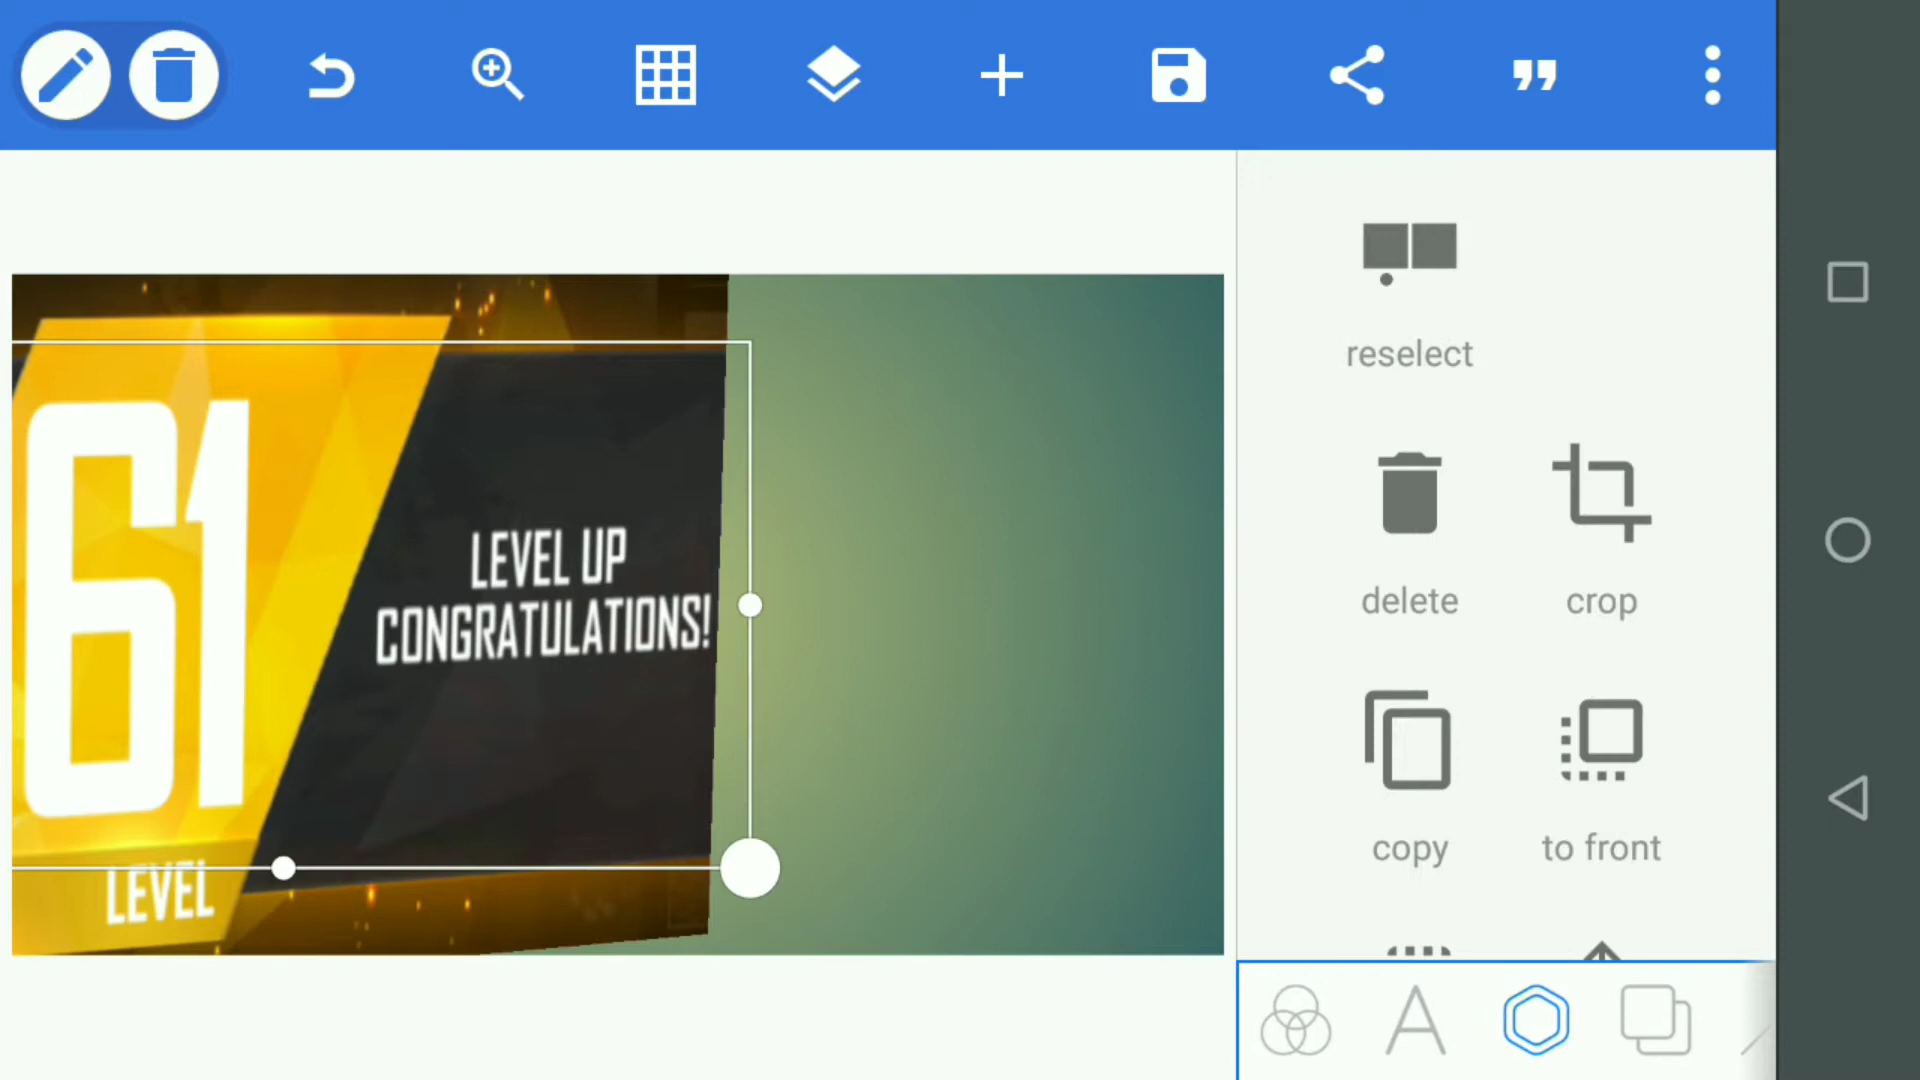 reselect
61
LEVEL UP
CONGRATULATIONS!
LEVEL
delete
crop
copy
to front